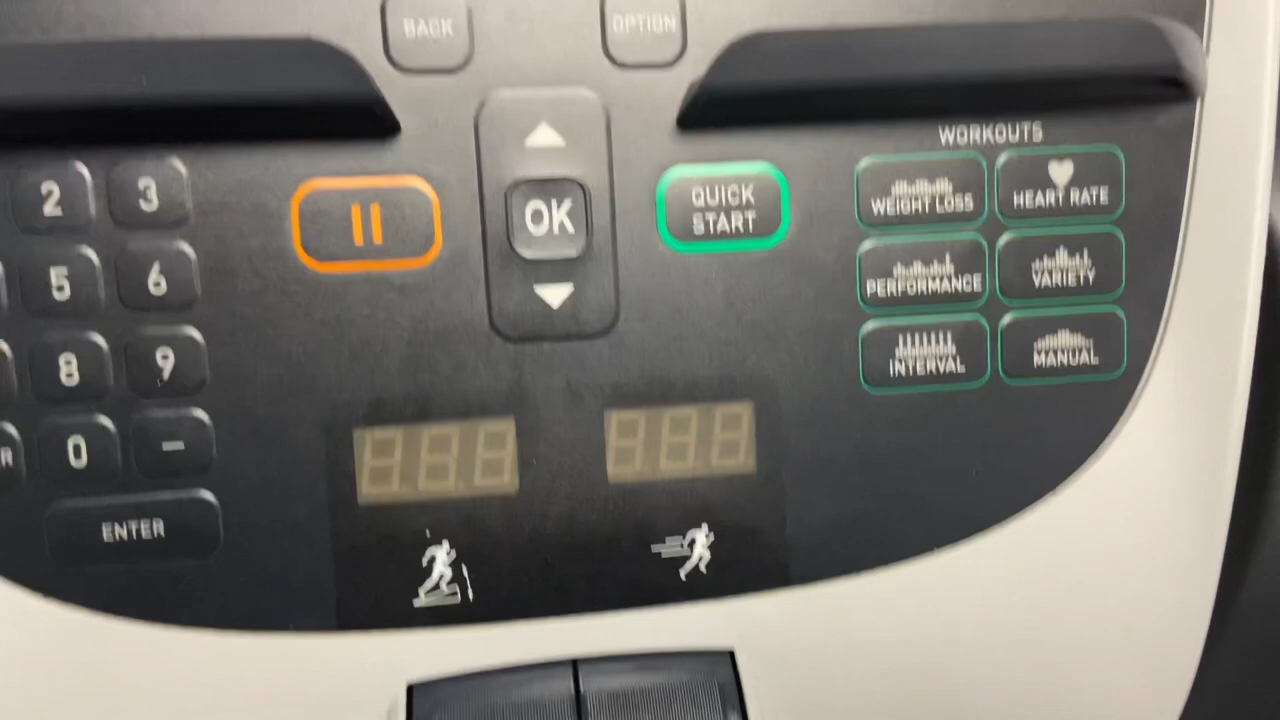 BACK
OPTION
WORKOUTS
2
3
QUICK
START
OK
WEIGHT LOSS
HEART RATE
5
6
PERFORMANCE
VARIETY
8
9
INTERVAL
MANUAL
R
0
-
ENTER